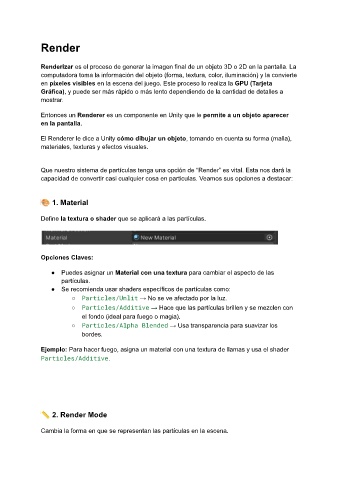 Render
Renderizar es el proceso de generar la imagen final de un objeto 3D o 2D en la pantalla. La
computadora toma la información del objeto (forma, textura, color, iluminación) y la convierte
en píxeles visibles en la escena del juego. Este proceso lo realiza la GPU (Tarjeta
Gráfica), y puede ser más rápido o más lento dependiendo de la cantidad de detalles a
mostrar.
Entonces un Renderer es un componente en Unity que le permite a un objeto aparecer
en la pantalla.
El Renderer le dice a Unity cómo dibujar un objeto, tomando en cuenta su forma (malla),
materiales, texturas y efectos visuales.
Que nuestro sistema de partículas tenga una opción de “Render” es vital. Esta nos dará la
capacidad de convertir casi cualquier cosa en partículas. Veamos sus opciones a destacar:
🎨 1. Material
Define la textura o shader que se aplicará a las partículas.
Material New Material
Opciones Claves:
● Puedes asignar un Material con una textura para cambiar el aspecto de las
partículas.
● Se recomienda usar shaders específicos de partículas como:
○ Particles/Unlit → No se ve afectado por la luz.
○ Particles/Additive → Hace que las partículas brillen y se mezclen con
el fondo (ideal para fuego o magia).
○ Particles/Alpha Blended → Usa transparencia para suavizar los
bordes.
Ejemplo: Para hacer fuego, asigna un material con una textura de llamas y usa el shader
Particles/Additive.
📏 2. Render Mode
Cambia la forma en que se representan las partículas en la escena.